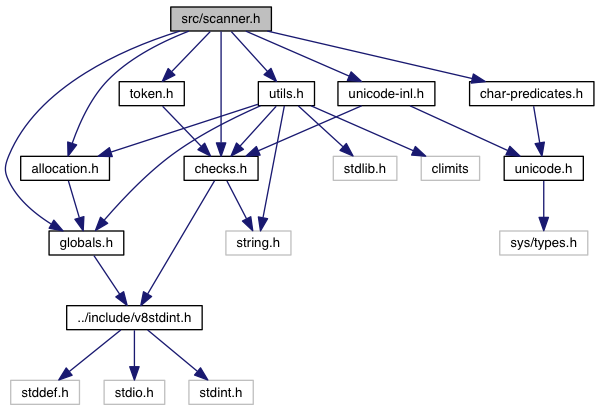 src/scanner.h
token.h
utils.h
unicode-inl.h
char-predicates.h
allocation.h
checks.h
stdlib.h
climits
unicode.h
globals.h
string.h
sys/types.h
../include/v8stdint.h
stddef.h
stdio.h
stdint.h